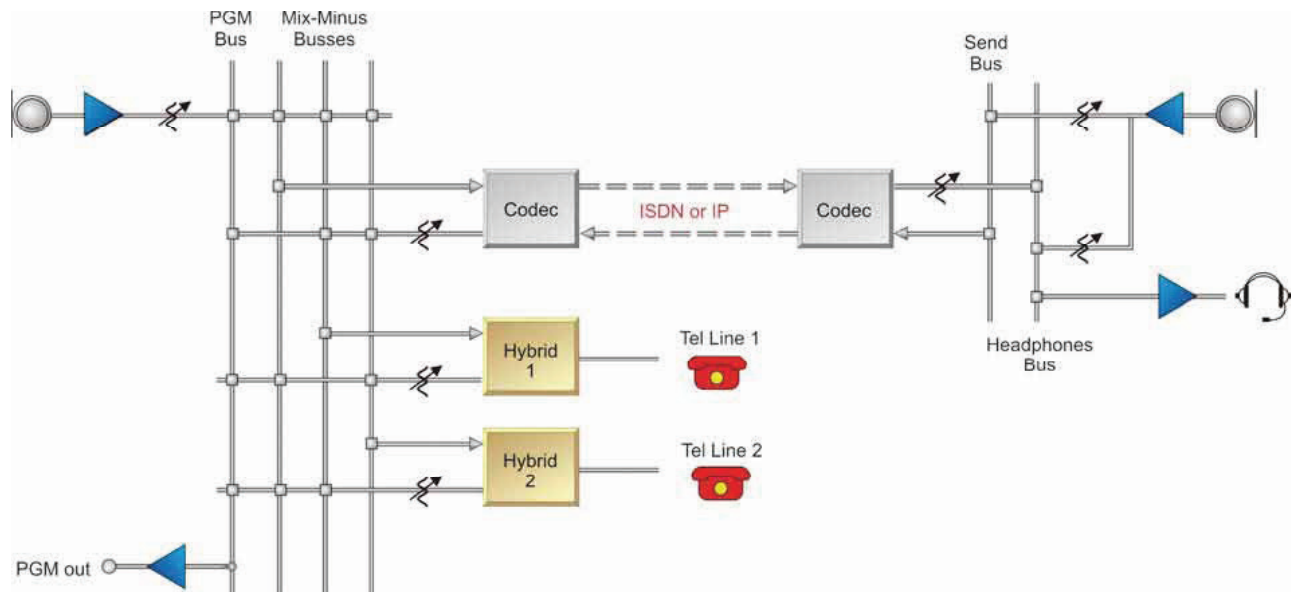 PGM
Bus
Mix-Minus
Busses
Send
Bus
Codec
ISDN or IP
Codec
Hybrid
1
Tel Line 1
Headphones
Bus
Hybrid
2
Tel Line 2
PGM out